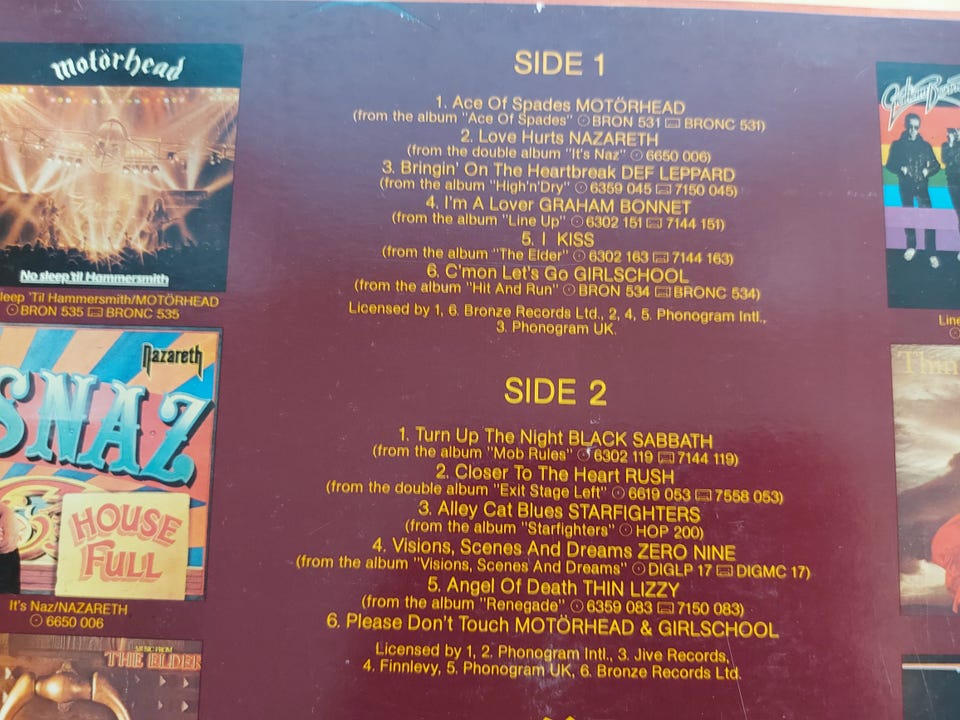 motörhead
No sleep 'til Hammersmith
leep 'Til Hammersmith/MOTÖRHEAD
BRON 535 BRONC 535
Nazareth
SNAZ
HOUSE
FULL
It's Naz/NAZARETH
6650 006
MUSIC FROM
THE ELDER
SIDE 1
1. Ace Of Spades MOTÖRHEAD
(from the album "Ace Of Spades" BRON 531 BRONC 531)
2. Love Hurts NAZARETH
(from the double album "It's Naz" 6650 006)
3. Bringin' On The Heartbreak DEF LEPPARD
(from the album "High'n'Dry" 6359 045 7150 045)
4. I'm A Lover GRAHAM BONNET
(from the album "Line Up" 6302 151 7144 151)
5. I KISS
(from the album "The Elder" 6302 163 7144 163)
6. C'mon Let's Go GIRLSCHOOL
(from the album "Hit And Run" BRON 534 BRONC 534)
Licensed by 1, 6. Bronze Records Ltd., 2, 4, 5. Phonogram Intl.,
3. Phonogram UK.
SIDE 2
1. Turn Up The Night BLACK SABBATH
(from the album "Mob Rules" 6302 119 7144 119)
2. Closer To The Heart RUSH
(from the double album "Exit Stage Left" 6619 053 7558 053)
3. Alley Cat Blues STARFIGHTERS
(from the album "Starfighters" HOP 200)
4. Visions, Scenes And Dreams ZERO NINE
(from the album "Visions, Scenes And Dreams" DIGLP 17 DIGMC 17)
5. Angel Of Death THIN LIZZY
(from the album "Renegade" 6359 083 7150 083)
6. Please Don't Touch MOTÖRHEAD & GIRLSCHOOL
Licensed by 1, 2. Phonogram Intl., 3. Jive Records,
4. Finnlevy, 5. Phonogram UK, 6. Bronze Records Ltd.
Graham Bonne
Line
Thin